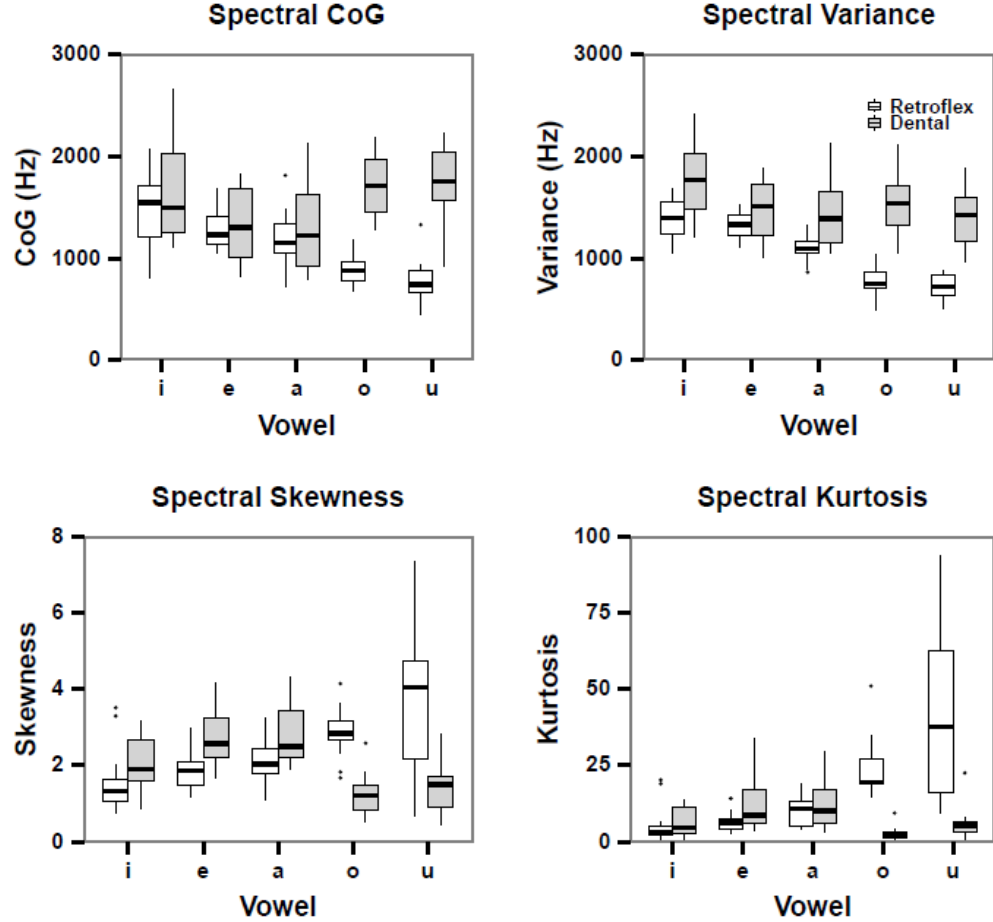 Spectral CoG
3000
2000
1000
0
CoG (Hz)
i e a o u
Vowel
Spectral Variance
Retroflex
Dental
3000
2000
1000
0
Variance (Hz)
i e a o u
Vowel
Spectral Skewness
8
6
4
2
0
Skewness
i e a o u
Vowel
Spectral Kurtosis
100
75
50
25
0
Kurtosis
i e a o u
Vowel